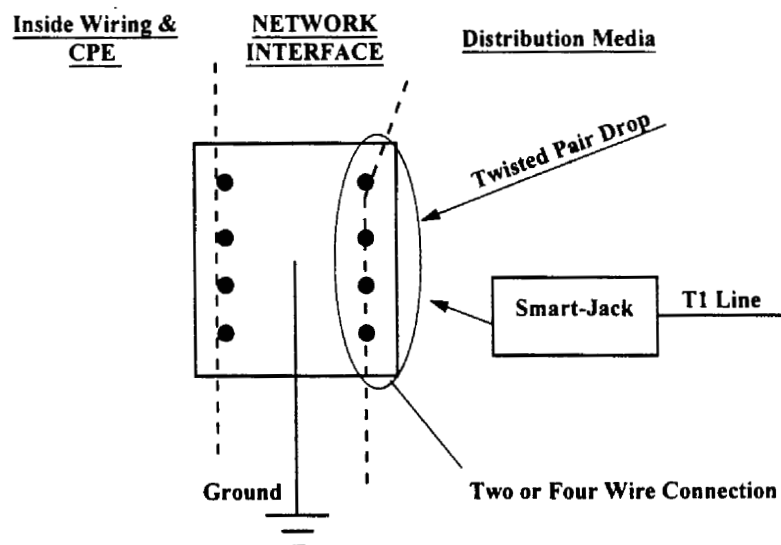 Inside Wiring &
CPE
NETWORK
INTERFACE
Distribution Media
Twisted Pair Drop
Smart-Jack
T1 Line
Ground
Two or Four Wire Connection